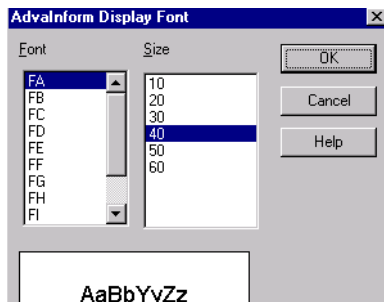 AdvaInform Display Font
Font
Size
OK
Cancel
Help
FA
FB
FC
FD
FE
FF
FG
FH
FI
10
20
30
40
50
60
AaBbYvZz